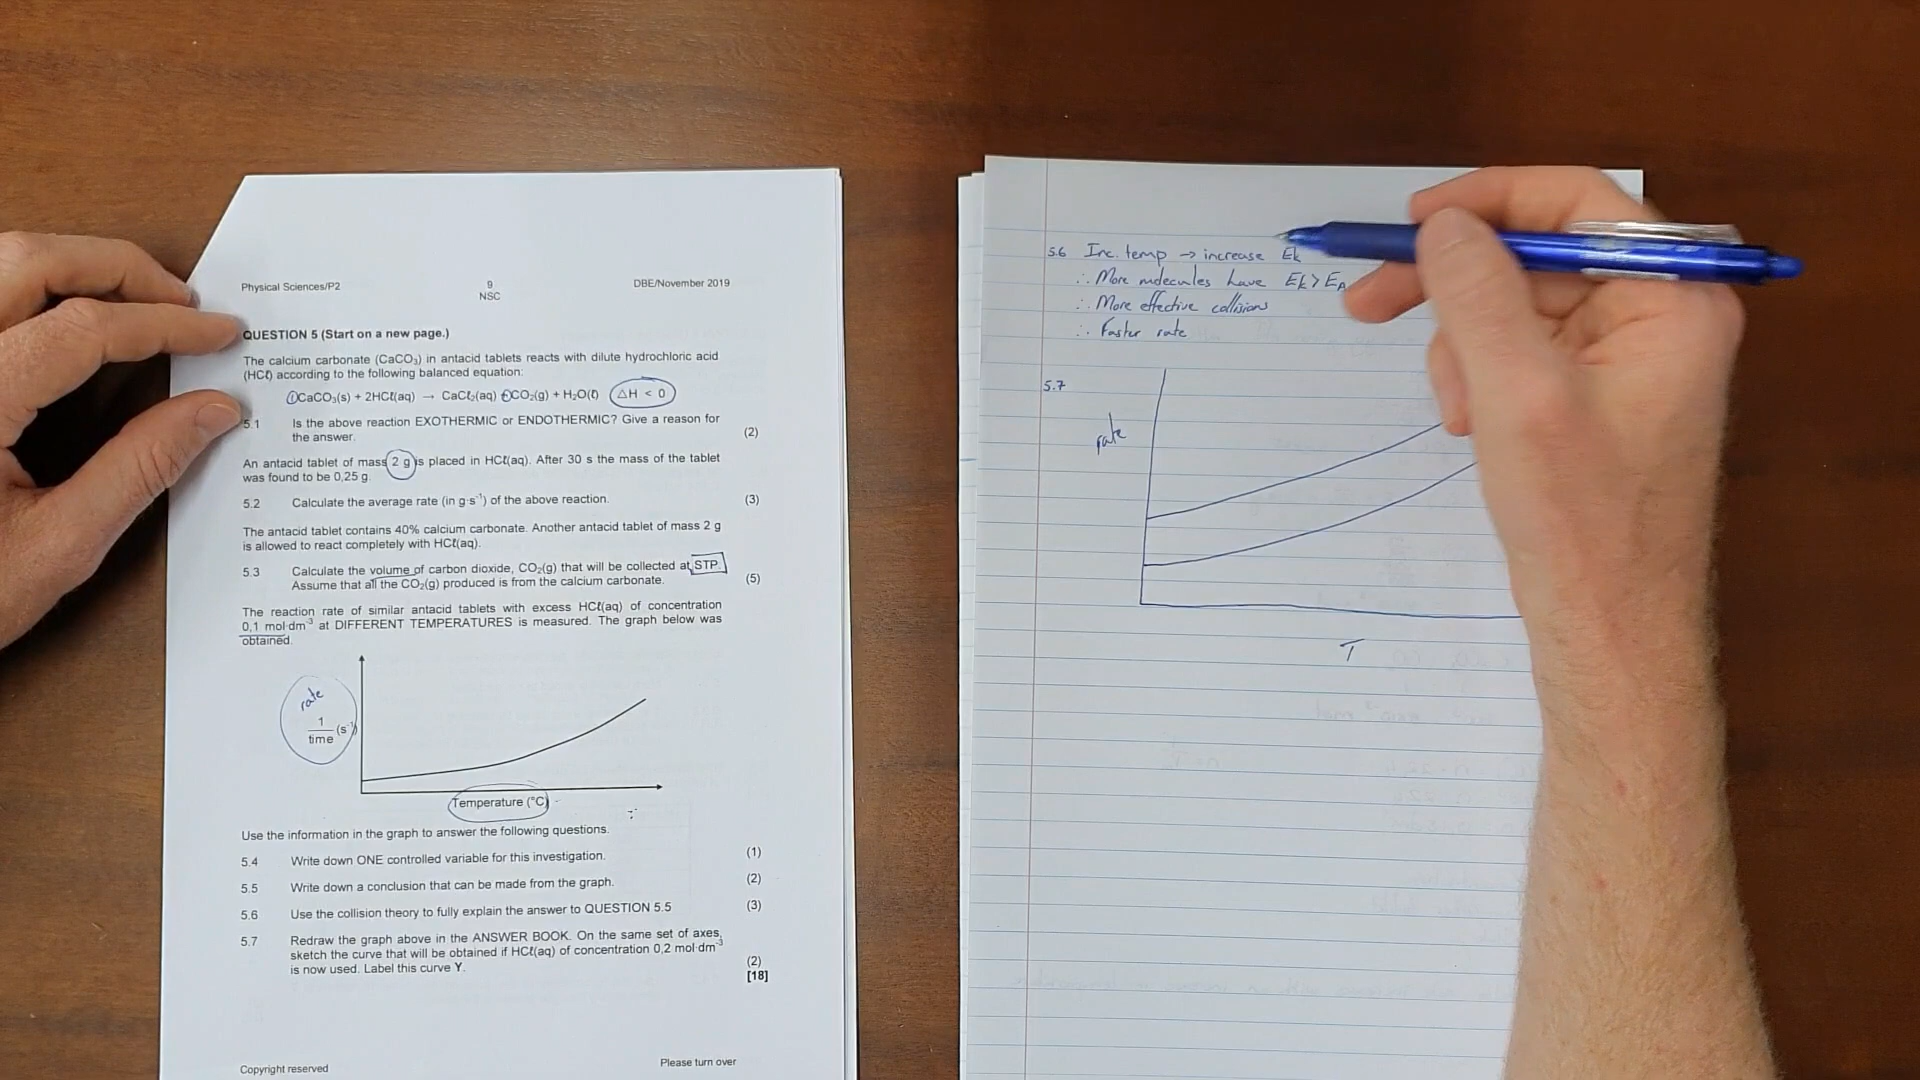 Physical Sciences/P2
9
NSC
DBE/November 2019
QUESTION 5 (Start on a new page.)
The calcium carbonate (CaCO₃) in antacid tablets reacts with dilute hydrochloric acid
(HCℓ) according to the following balanced equation:
①CaCO₃(s) + 2HCℓ(aq) → CaCℓ₂(aq) + ①CO₂(g) + H₂O(ℓ) ΔH < 0
5.1 Is the above reaction EXOTHERMIC or ENDOTHERMIC? Give a reason for
the answer. (2)
An antacid tablet of mass 2 g is placed in HCℓ(aq). After 30 s the mass of the tablet
was found to be 0,25 g.
5.2 Calculate the average rate (in g·s⁻¹) of the above reaction. (3)
The antacid tablet contains 40% calcium carbonate. Another antacid tablet of mass 2 g
is allowed to react completely with HCℓ(aq).
5.3 Calculate the volume of carbon dioxide, CO₂(g) that will be collected at STP.
Assume that all the CO₂(g) produced is from the calcium carbonate. (5)
The reaction rate of similar antacid tablets with excess HCℓ(aq) of concentration
0,1 mol·dm⁻³ at DIFFERENT TEMPERATURES is measured. The graph below was
obtained.
rate
1/time (s⁻¹)
Temperature (°C)
Use the information in the graph to answer the following questions.
5.4 Write down ONE controlled variable for this investigation. (1)
5.5 Write down a conclusion that can be made from the graph. (2)
5.6 Use the collision theory to fully explain the answer to QUESTION 5.5 (3)
5.7 Redraw the graph above in the ANSWER BOOK. On the same set of axes,
sketch the curve that will be obtained if HCℓ(aq) of concentration 0,2 mol·dm⁻³
is now used. Label this curve Y. (2)
[18]
Copyright reserved
Please turn over
5.6 Inc. temp → increase Ek
∴ More molecules have Ek > EA
∴ More effective collisions
∴ Faster rate
5.7
rate
T